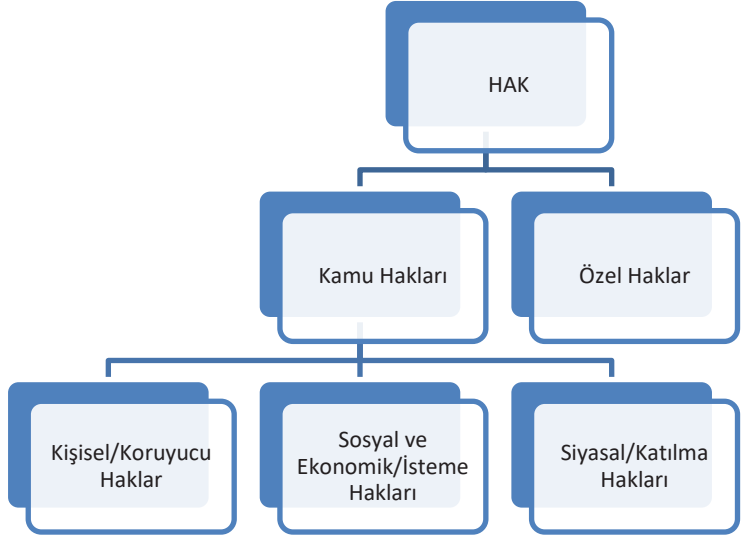 HAK
Kamu Hakları
Özel Haklar
Kişisel/Koruyucu
Haklar
Sosyal ve
Ekonomik/İsteme
Hakları
Siyasal/Katılma
Hakları